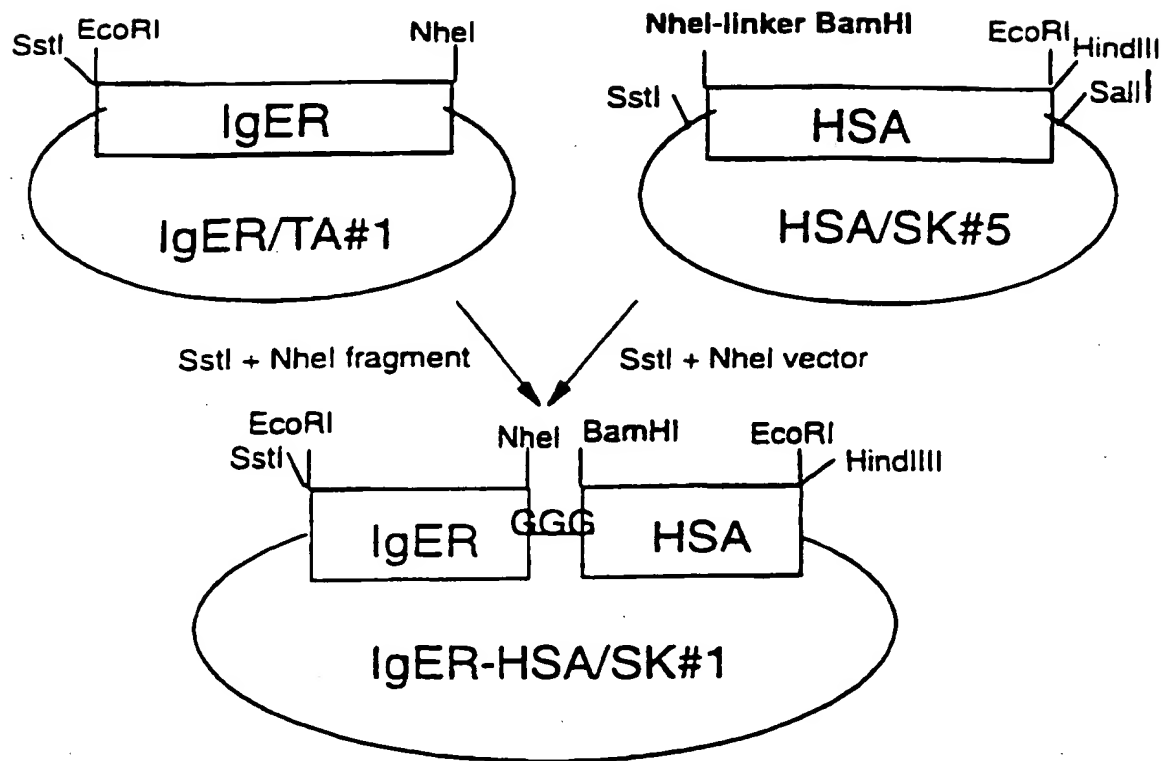 EcoRI
SstI
NheI
IgER
IgER/TA#1
NheI-linker BamHI
EcoRI
HindIII
SstI
SalI
HSA
HSA/SK#5
SstI + NheI fragment
SstI + NheI vector
EcoRI
SstI
NheI
BamHI
EcoRI
HindIIII
IgER
GGG
HSA
IgER-HSA/SK#1